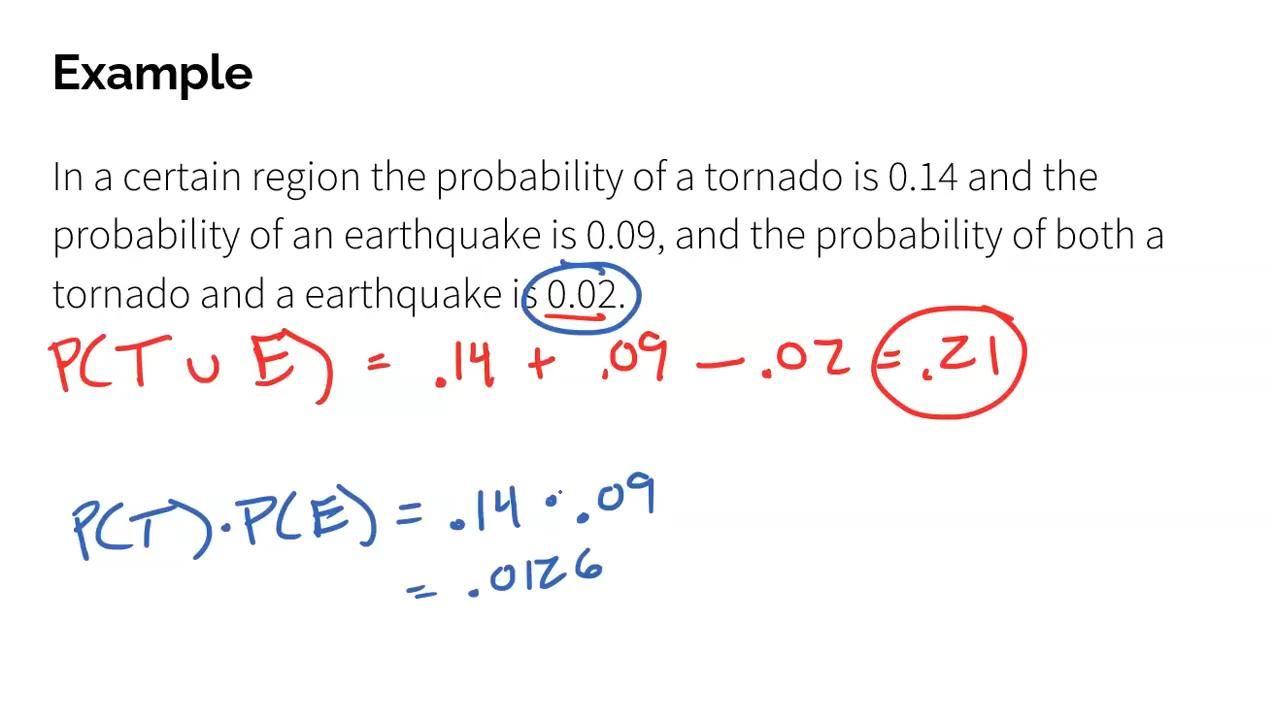 Example
In a certain region the probability of a tornado is 0.14 and the
probability of an earthquake is 0.09, and the probability of both a
tornado and a earthquake is 0.02.
P(T ∪ E) = .14 + .09 - .02 = .21
P(T) · P(E) = .14 · .09
= .0126